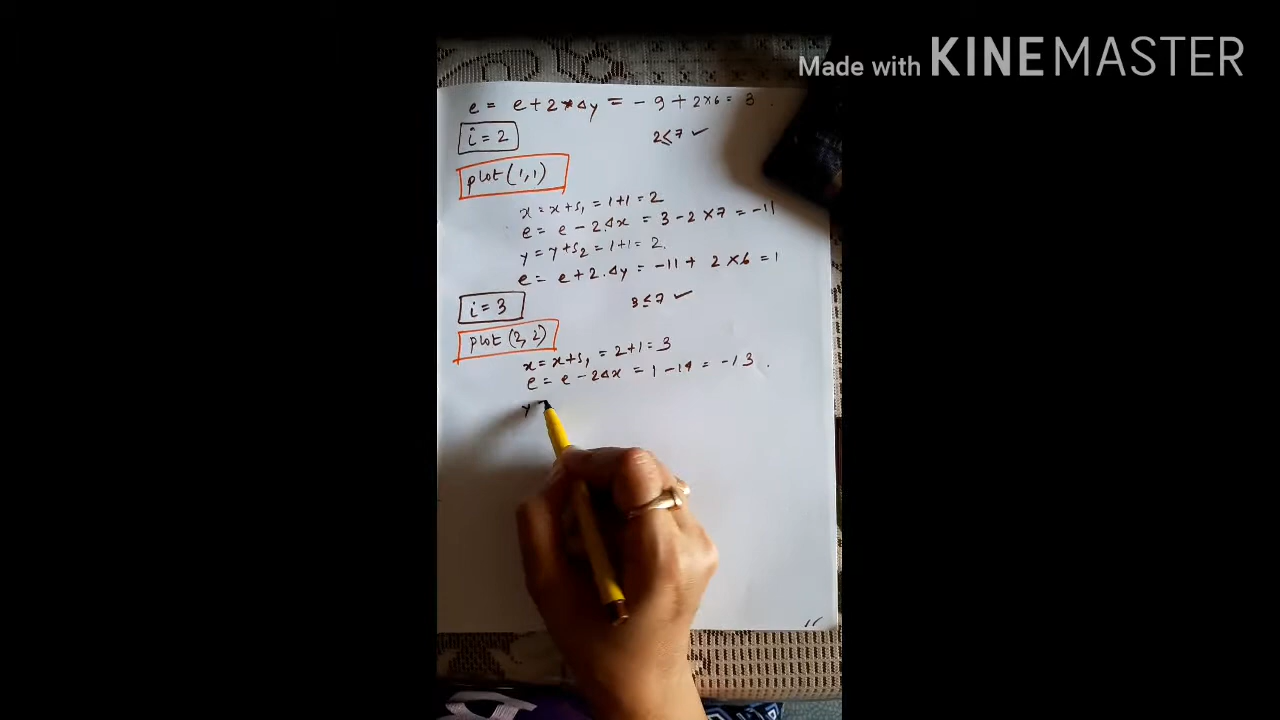 Made with KINEMASTER
e = e + 2 * Δy = - 9 + 2 × 6 = 3
i = 2
2 ≤ 7 ✓
plot (1, 1)
x = x + s₁ = 1 + 1 = 2
e = e - 2.Δx = 3 - 2 × 7 = -11
y = y + s₂ = 1 + 1 = 2.
e = e + 2.Δy = -11 + 2 × 6 = 1
i = 3
3 ≤ 7 ✓
plot (2, 2)
x = x + s₁ = 2 + 1 = 3
e = e - 2Δx = 1 - 14 = -13.
y =